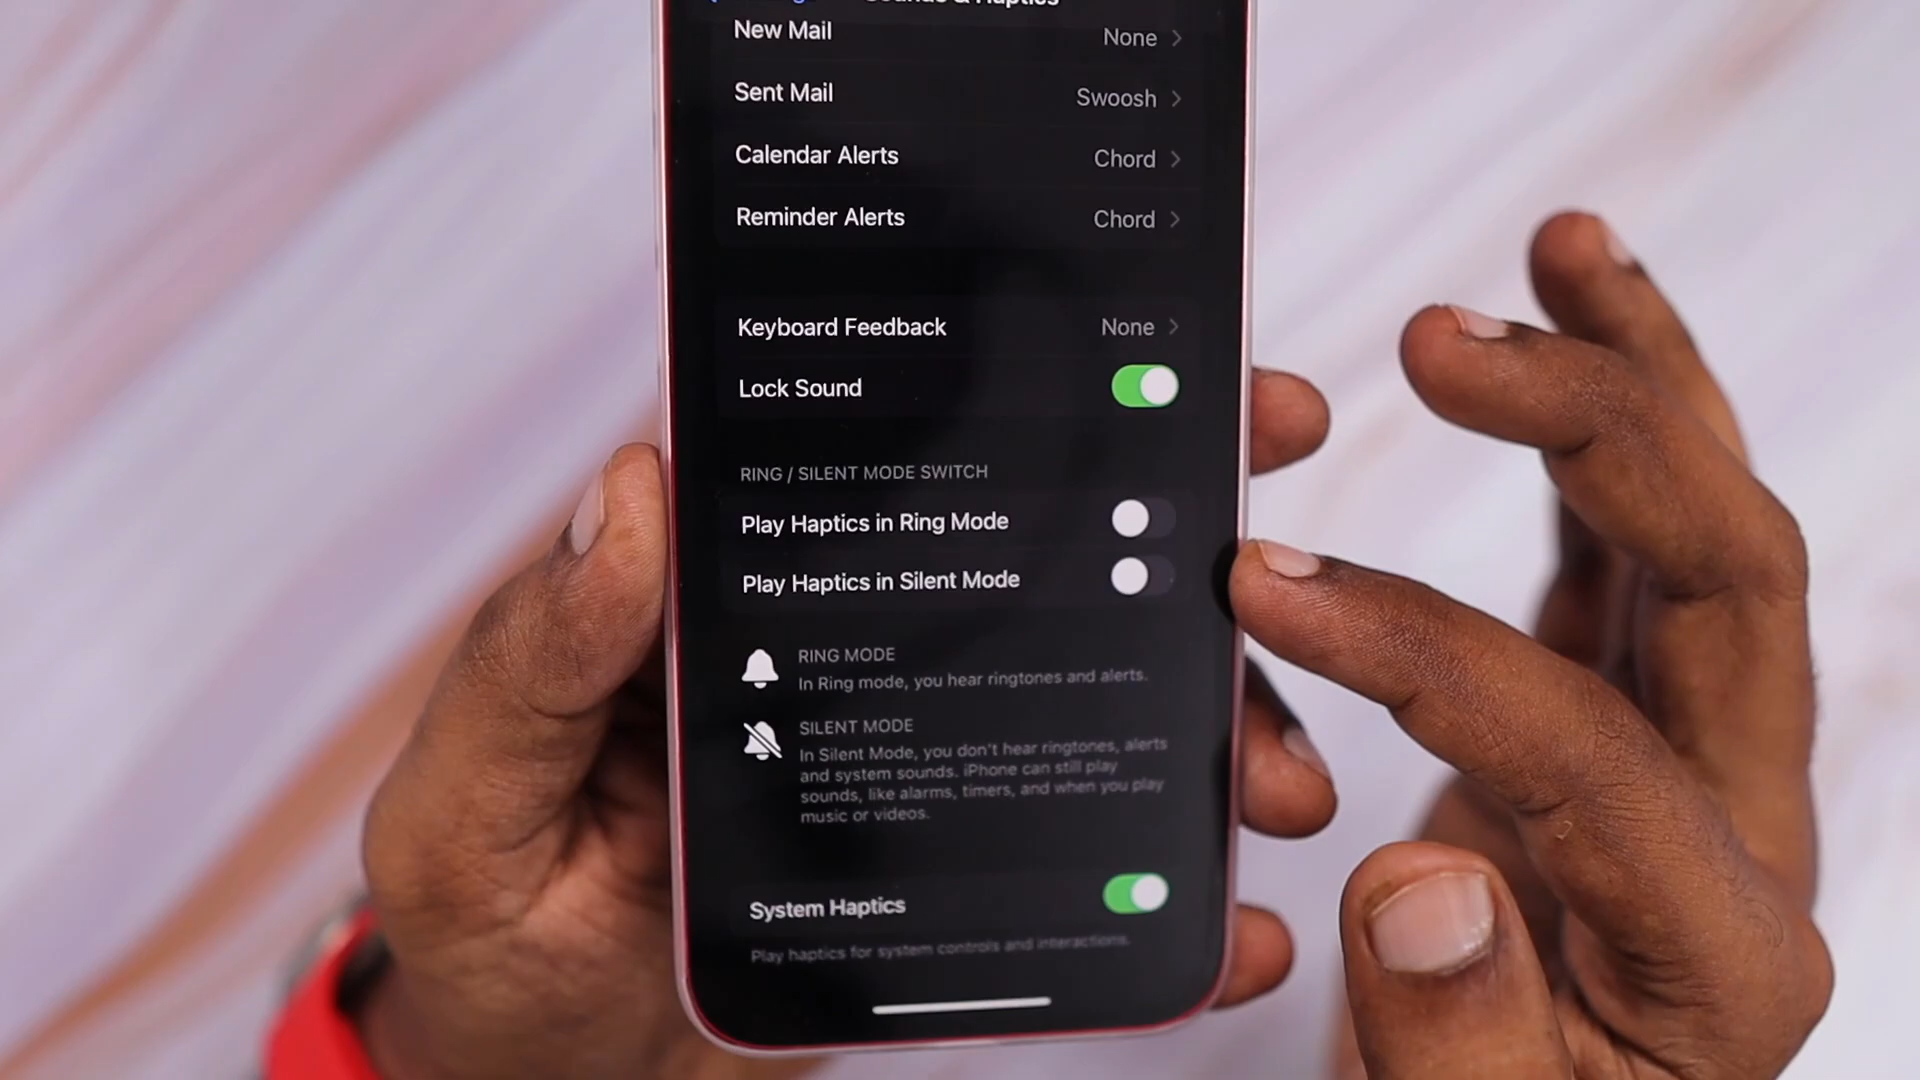 Sounds & Haptics
New Mail None
Sent Mail Swoosh
Calendar Alerts Chord
Reminder Alerts Chord
Keyboard Feedback None
Lock Sound
RING / SILENT MODE SWITCH
Play Haptics in Ring Mode
Play Haptics in Silent Mode
RING MODE
In Ring mode, you hear ringtones and alerts.
SILENT MODE
In Silent Mode, you don't hear ringtones, alerts
and system sounds. iPhone can still play
sounds, like alarms, timers, and when you play
music or videos.
System Haptics
Play haptics for system controls and interactions.